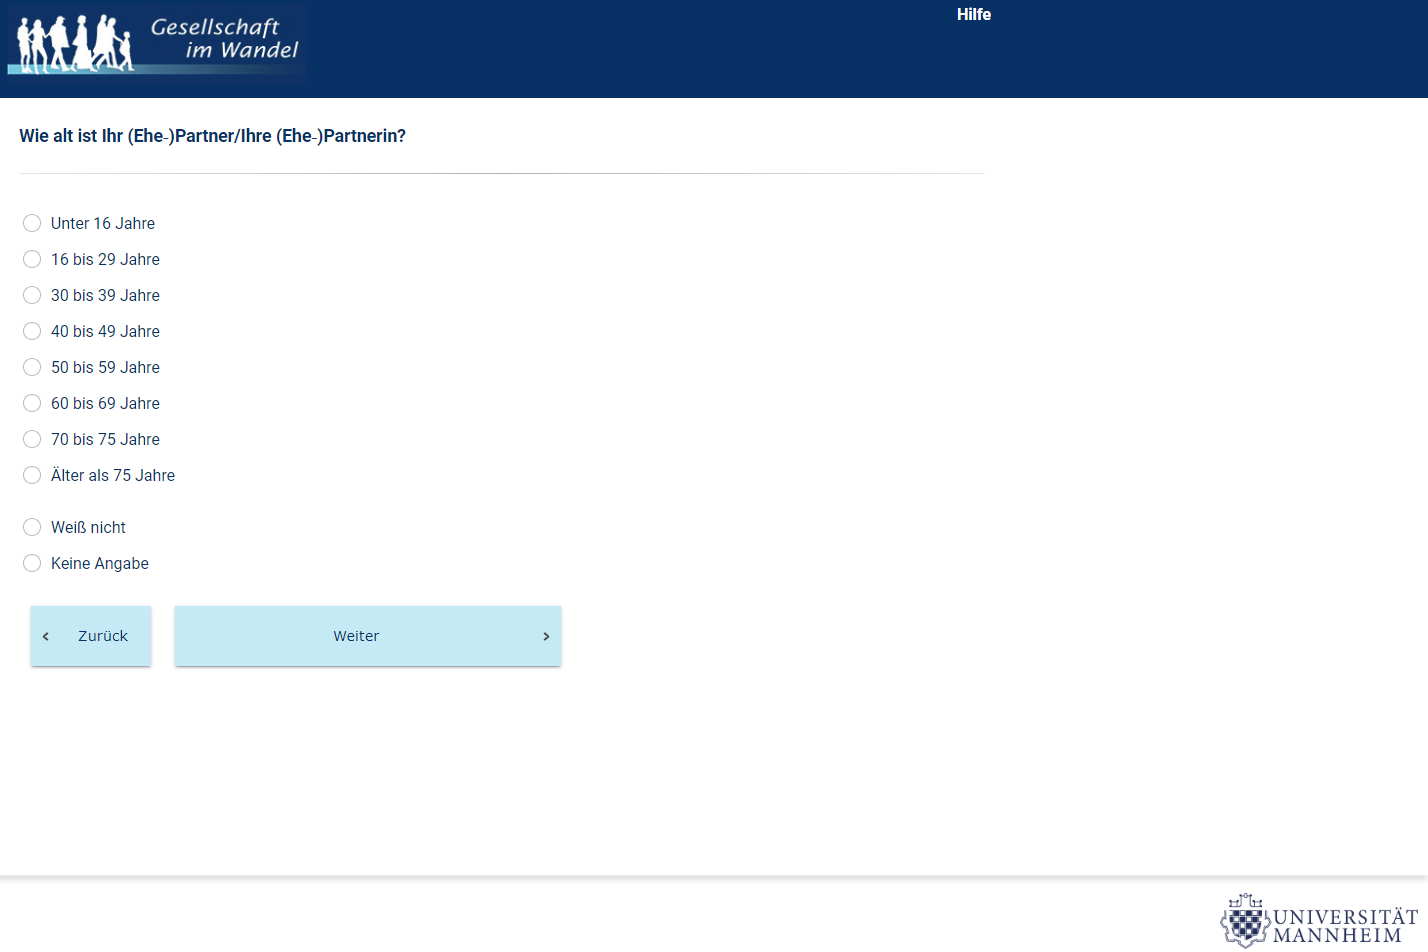 Gesellschaft
im Wandel
Hilfe
Wie alt ist Ihr (Ehe-)Partner/Ihre (Ehe-)Partnerin?
Unter 16 Jahre
16 bis 29 Jahre
30 bis 39 Jahre
40 bis 49 Jahre
50 bis 59 Jahre
60 bis 69 Jahre
70 bis 75 Jahre
Älter als 75 Jahre
Weiß nicht
Keine Angabe
Zurück
Weiter
UNIVERSITÄT
MANNHEIM